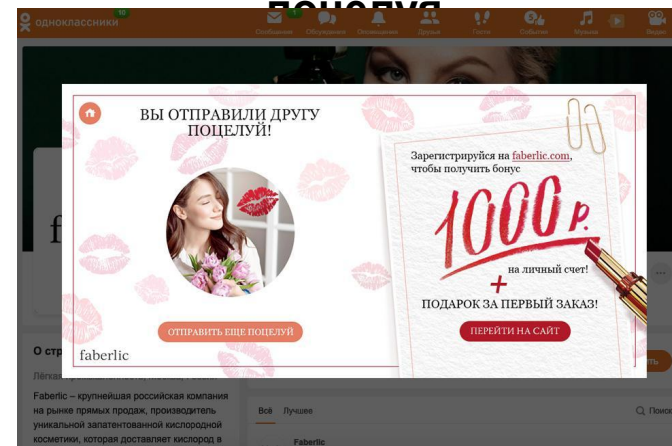 поцелуя
одноклассники
10
Сообщения
Обсуждения
Оповещения
Друзья
Гости
События
Музыка
Видео
ВЫ ОТПРАВИЛИ ДРУГУ
ПОЦЕЛУЙ!
Зарегистрируйся на faberlic.com,
чтобы получить бонус
1000 р.
на личный счет!
+
ПОДАРОК ЗА ПЕРВЫЙ ЗАКАЗ!
ОТПРАВИТЬ ЕЩЕ ПОЦЕЛУЙ
ПЕРЕЙТИ НА САЙТ
faberlic
О стр
Faberlic – крупнейшая российская компания
на рынке прямых продаж, производитель
уникальной запатентованной кислородной
косметики, которая доставляет кислород в
Всё
Лучшее
Поиск
Faberlic